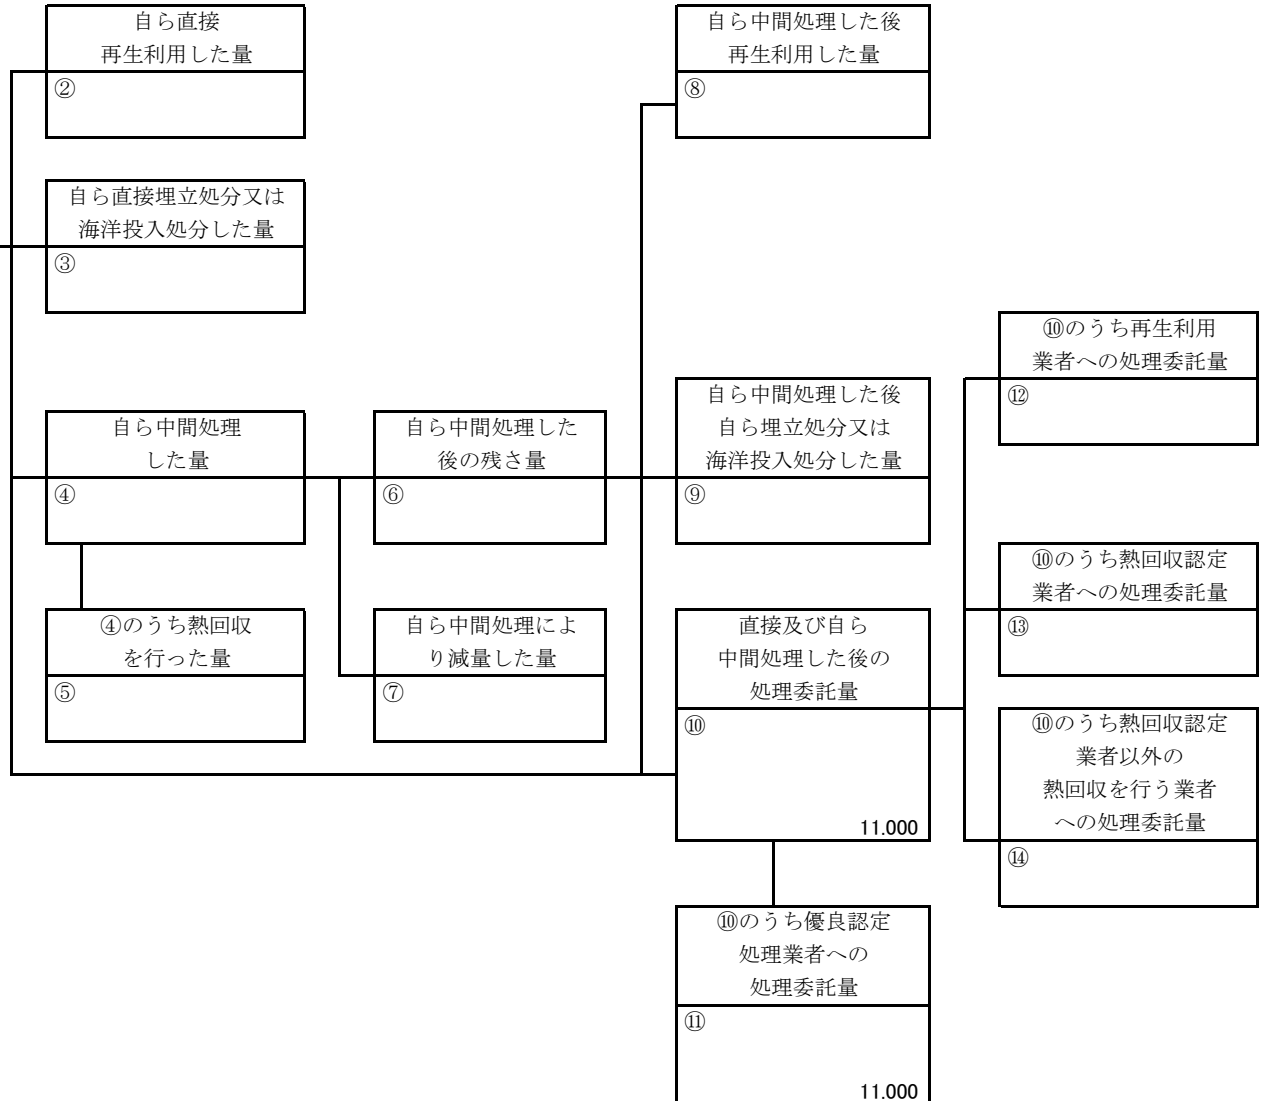 自ら直接
再生利用した量
②
自ら中間処理した後
再生利用した量
⑧
自ら直接埋立処分又は
海洋投入処分した量
③
⑩のうち再生利用
業者への処理委託量
⑫
自ら中間処理
した量
④
自ら中間処理した
後の残さ量
⑥
自ら中間処理した後
自ら埋立処分又は
海洋投入処分した量
⑨
⑩のうち熱回収認定
業者への処理委託量
⑬
④のうち熱回収
を行った量
⑤
自ら中間処理によ
り減量した量
⑦
直接及び自ら
中間処理した後の
処理委託量
⑩
11.000
⑩のうち熱回収認定
業者以外の
熱回収を行う業者
への処理委託量
⑭
⑩のうち優良認定
処理業者への
処理委託量
⑪
11.000